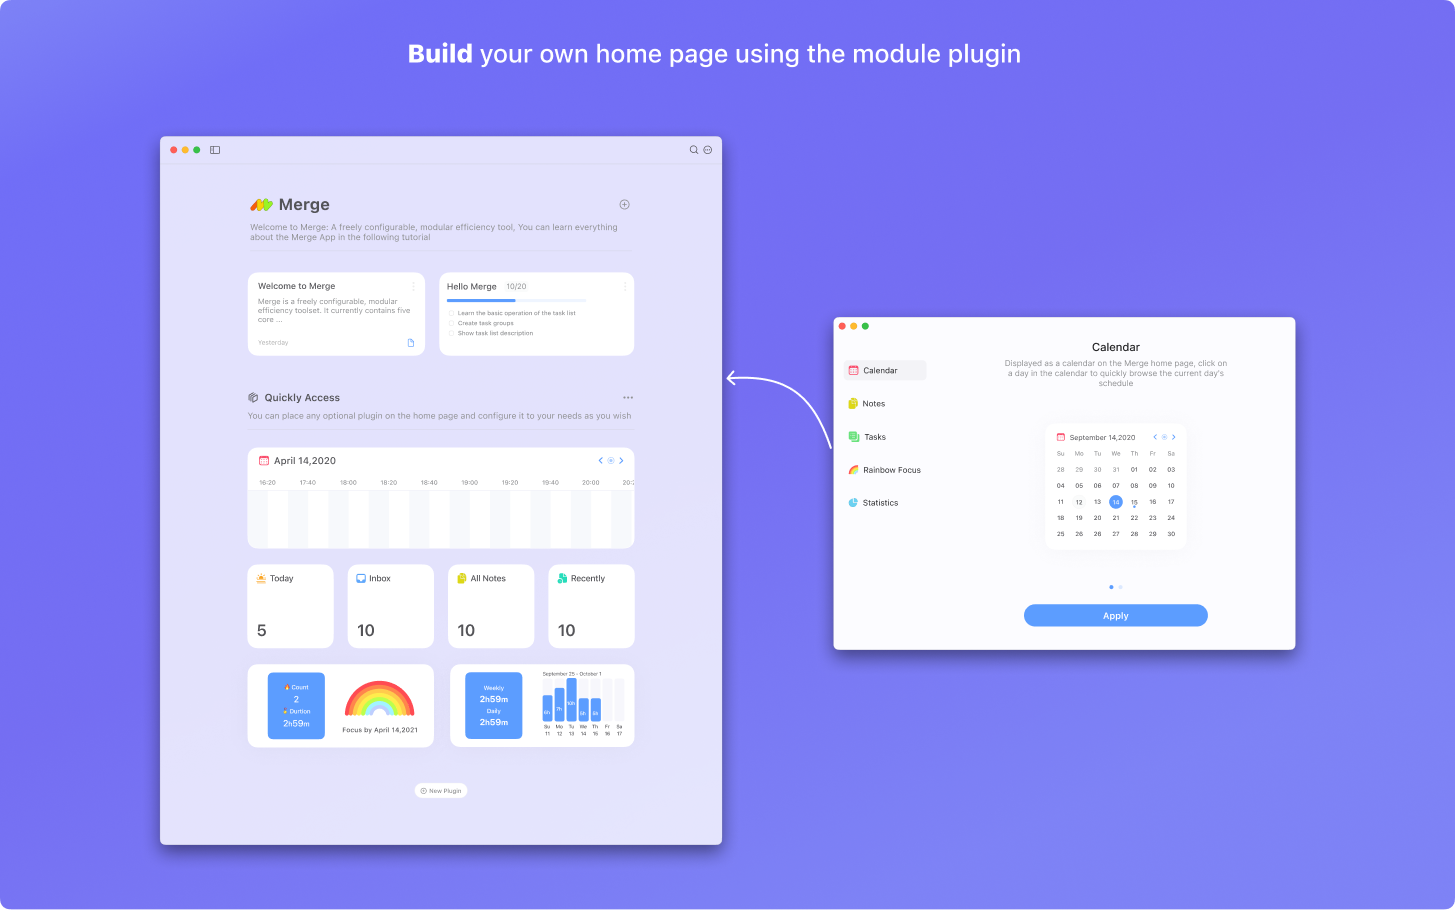 Build your own home page using the module plugin
Merge
Welcome to Merge: A freely configurable, modular efficiency tool, You can learn everything
about the Merge App in the following tutorial
Welcome to Merge
Merge is a freely configurable, modular
efficiency toolset. It currently contains five
core ...
Yesterday
Hello Merge 10/20
Learn the basic operation of the task list
Create task groups
Show task list description
Quickly Access
You can place any optional plugin on the home page and configure it to your needs as you wish
April 14,2020
16:20 17:40 18:00 18:20 18:40 19:00 19:20 19:40 20:00 20:2
Today
5
Inbox
10
All Notes
10
Recently
10
Count
2
Durtion
2h59m
Focus by April 14,2021
Weekly
2h59m
Daily
2h59m
September 25 - October 1
6h 7h 10h 5h 5h
Su Mo Tu We Th Fr Sa
11 12 13 14 15 16 17
New Plugin
Calendar
Notes
Tasks
Rainbow Focus
Statistics
Calendar
Displayed as a calendar on the Merge home page, click on
a day in the calendar to quickly browse the current day's
schedule
September 14,2020
Su Mo Tu We Th Fr Sa
28 29 30 31 01 02 03
04 05 06 07 08 09 10
11 12 13 14 15 16 17
18 19 20 21 22 23 24
25 26 26 27 28 29 30
Apply